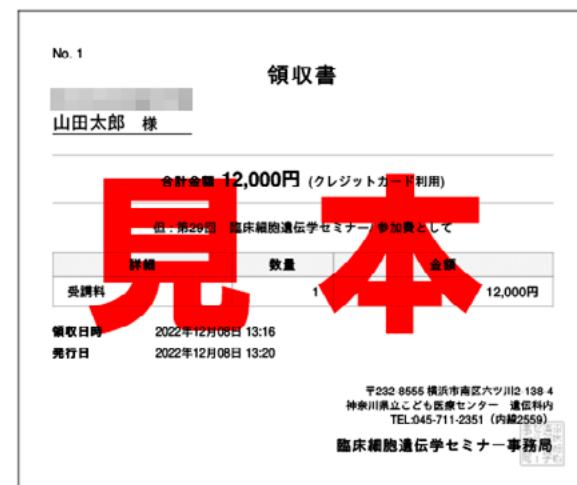 No. 1
領収書
山田太郎 様
合計金額 12,000円 (クレジットカード利用)
但:第29回 臨床細胞遺伝学セミナー/参加費として
見本
詳細 数量 金額
受講料 1 12,000円
領収日時 2022年12月08日 13:16
発行日 2022年12月08日 13:20
〒232 8555 横浜市南区六ツ川2 138 4
神奈川県立こども医療センター 遺伝科内
TEL:045-711-2351(内線2559)
臨床細胞遺伝学セミナー事務局